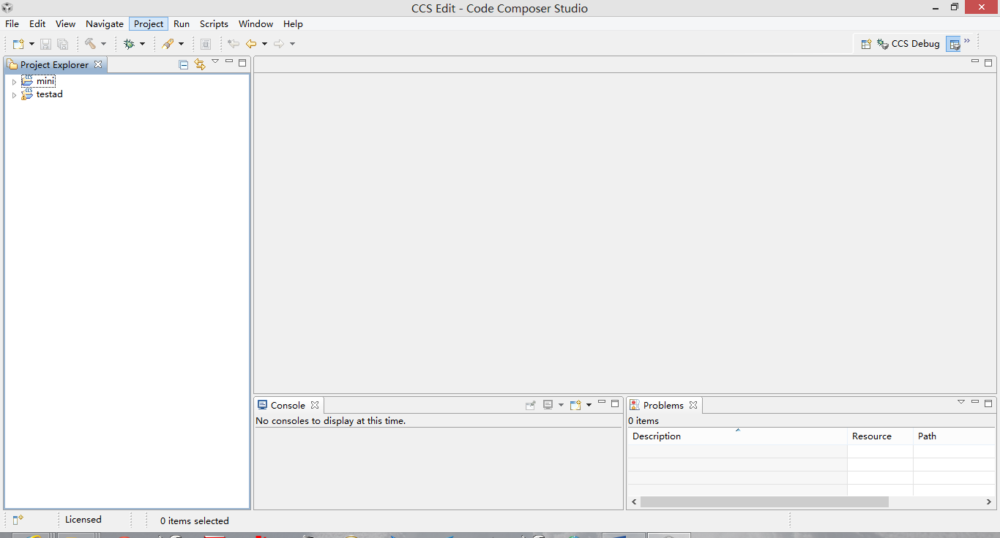 CCS Edit - Code Composer Studio
File Edit View Navigate Project Run Scripts Window Help
CCS Debug
Project Explorer
mini
testad
Console
No consoles to display at this time.
Problems
0 items
Description Resource Path
Licensed
0 items selected